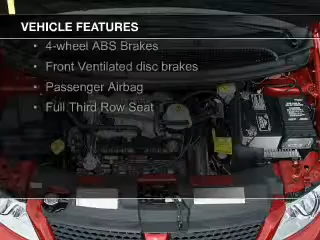 VEHICLE FEATURES
• 4-wheel ABS Brakes
• Front Ventilated disc brakes
• Passenger Airbag
• Full Third Row Seat